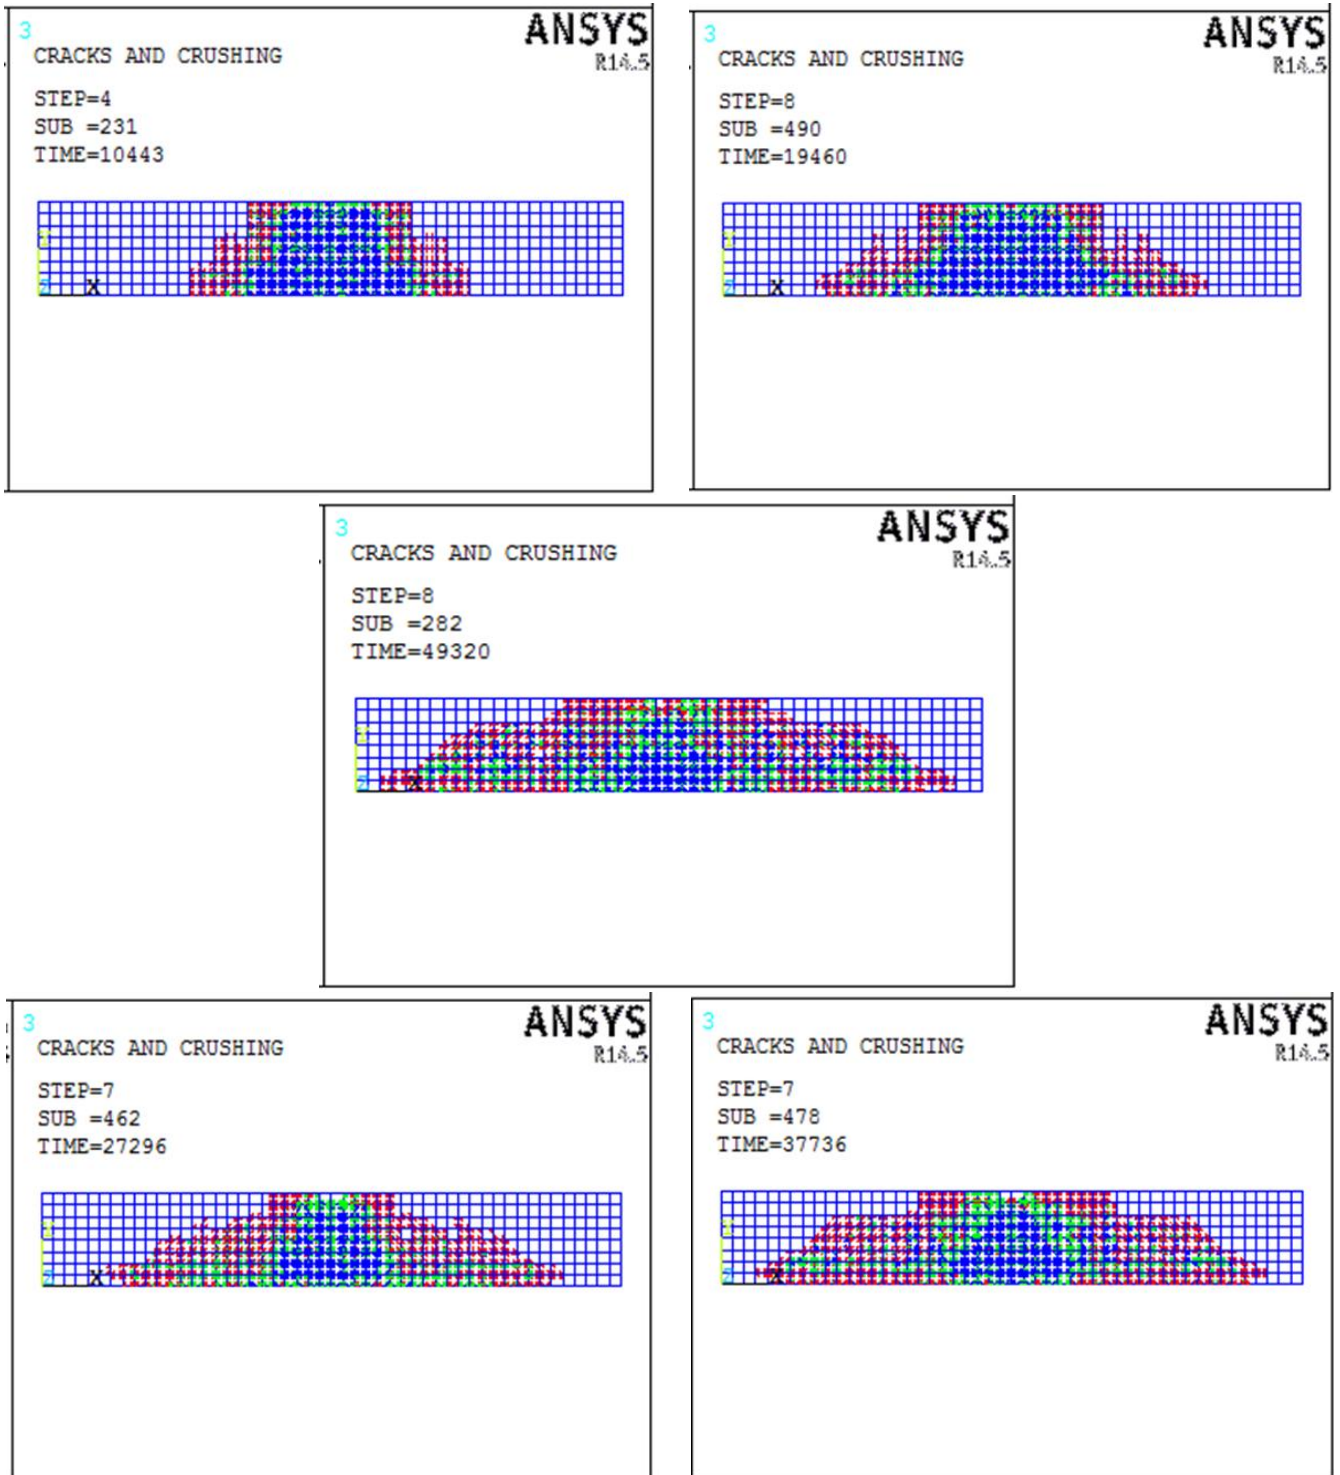 3
ANSYS
R14.5
CRACKS AND CRUSHING
STEP=4
SUB =231
TIME=10443
Y
Z
X
3
ANSYS
R14.5
CRACKS AND CRUSHING
STEP=8
SUB =490
TIME=19460
Y
Z
X
3
ANSYS
R14.5
CRACKS AND CRUSHING
STEP=8
SUB =282
TIME=49320
Y
Z
X
3
ANSYS
R14.5
CRACKS AND CRUSHING
STEP=7
SUB =462
TIME=27296
Y
Z
X
3
ANSYS
R14.5
CRACKS AND CRUSHING
STEP=7
SUB =478
TIME=37736
Y
Z
X